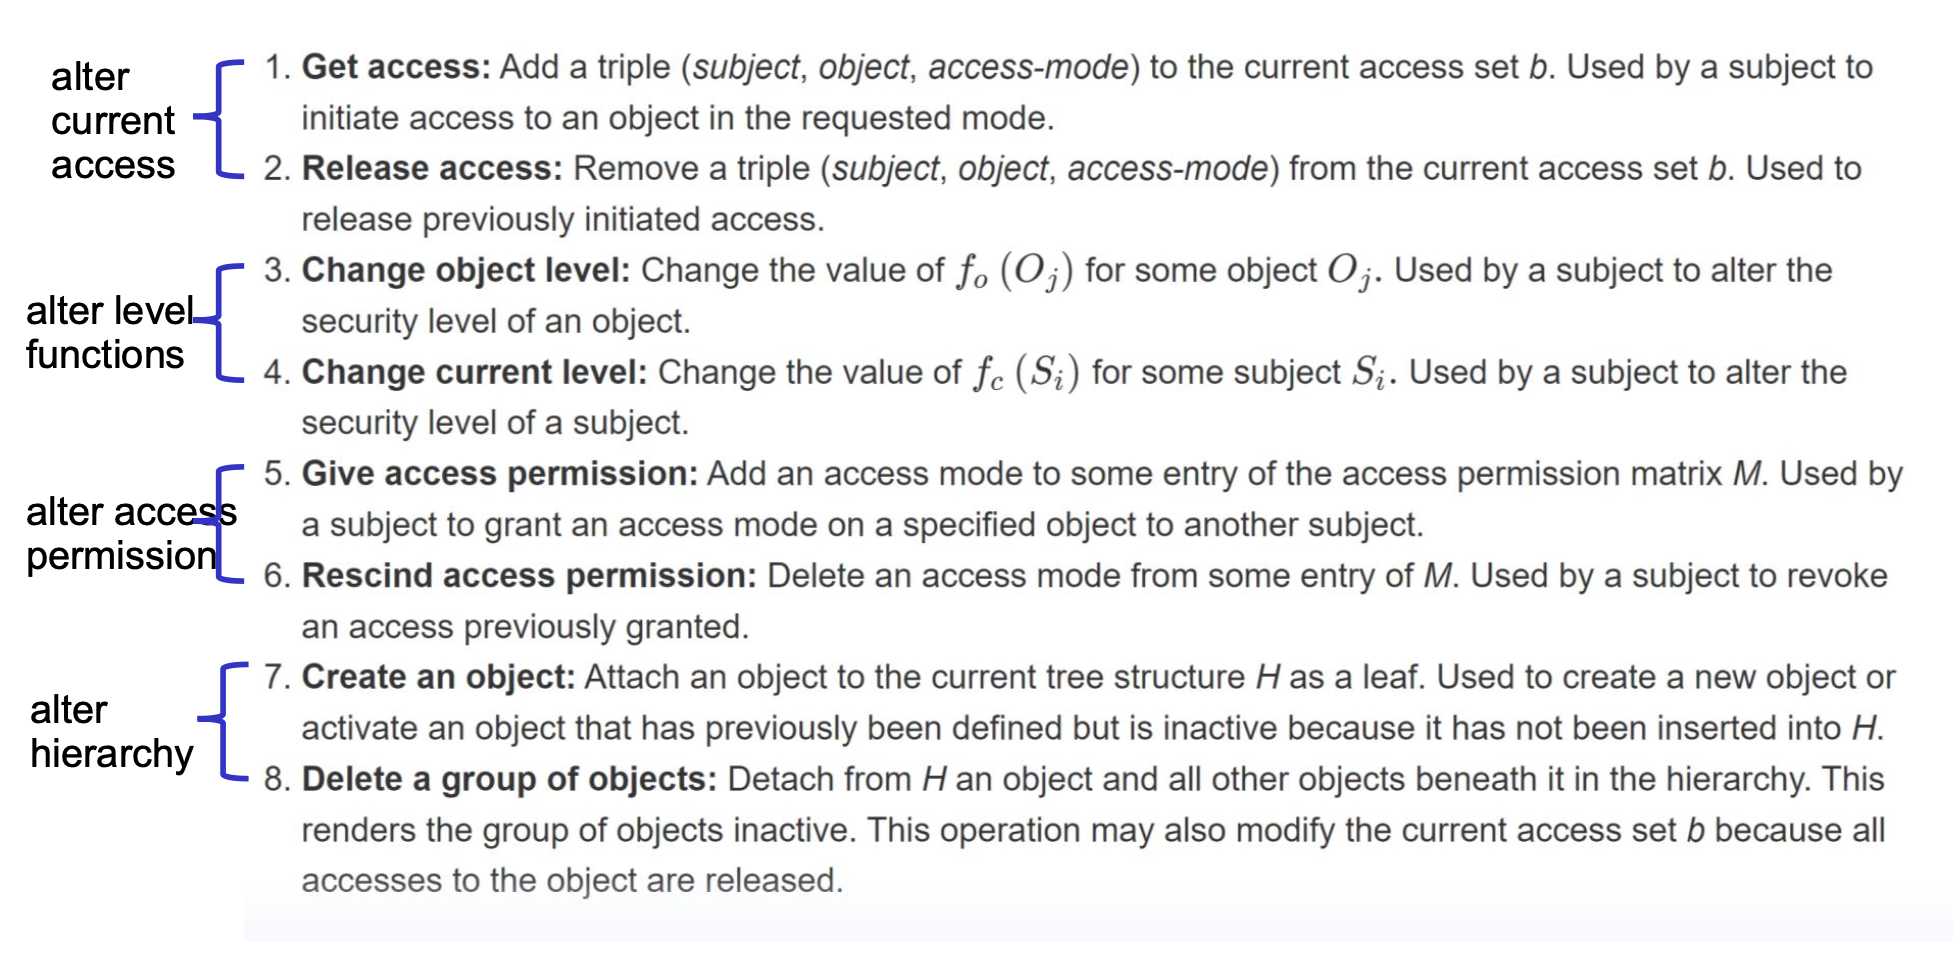 alter
current
access
1. Get access: Add a triple (subject, object, access-mode) to the current access set b. Used by a subject to
initiate access to an object in the requested mode.
2. Release access: Remove a triple (subject, object, access-mode) from the current access set b. Used to
release previously initiated access.
alter level
functions
3. Change object level: Change the value of fₒ (Oⱼ) for some object Oⱼ. Used by a subject to alter the
security level of an object.
4. Change current level: Change the value of f_c (Sᵢ) for some subject Sᵢ. Used by a subject to alter the
security level of a subject.
alter access
permission
5. Give access permission: Add an access mode to some entry of the access permission matrix M. Used by
a subject to grant an access mode on a specified object to another subject.
6. Rescind access permission: Delete an access mode from some entry of M. Used by a subject to revoke
an access previously granted.
alter
hierarchy
7. Create an object: Attach an object to the current tree structure H as a leaf. Used to create a new object or
activate an object that has previously been defined but is inactive because it has not been inserted into H.
8. Delete a group of objects: Detach from H an object and all other objects beneath it in the hierarchy. This
renders the group of objects inactive. This operation may also modify the current access set b because all
accesses to the object are released.